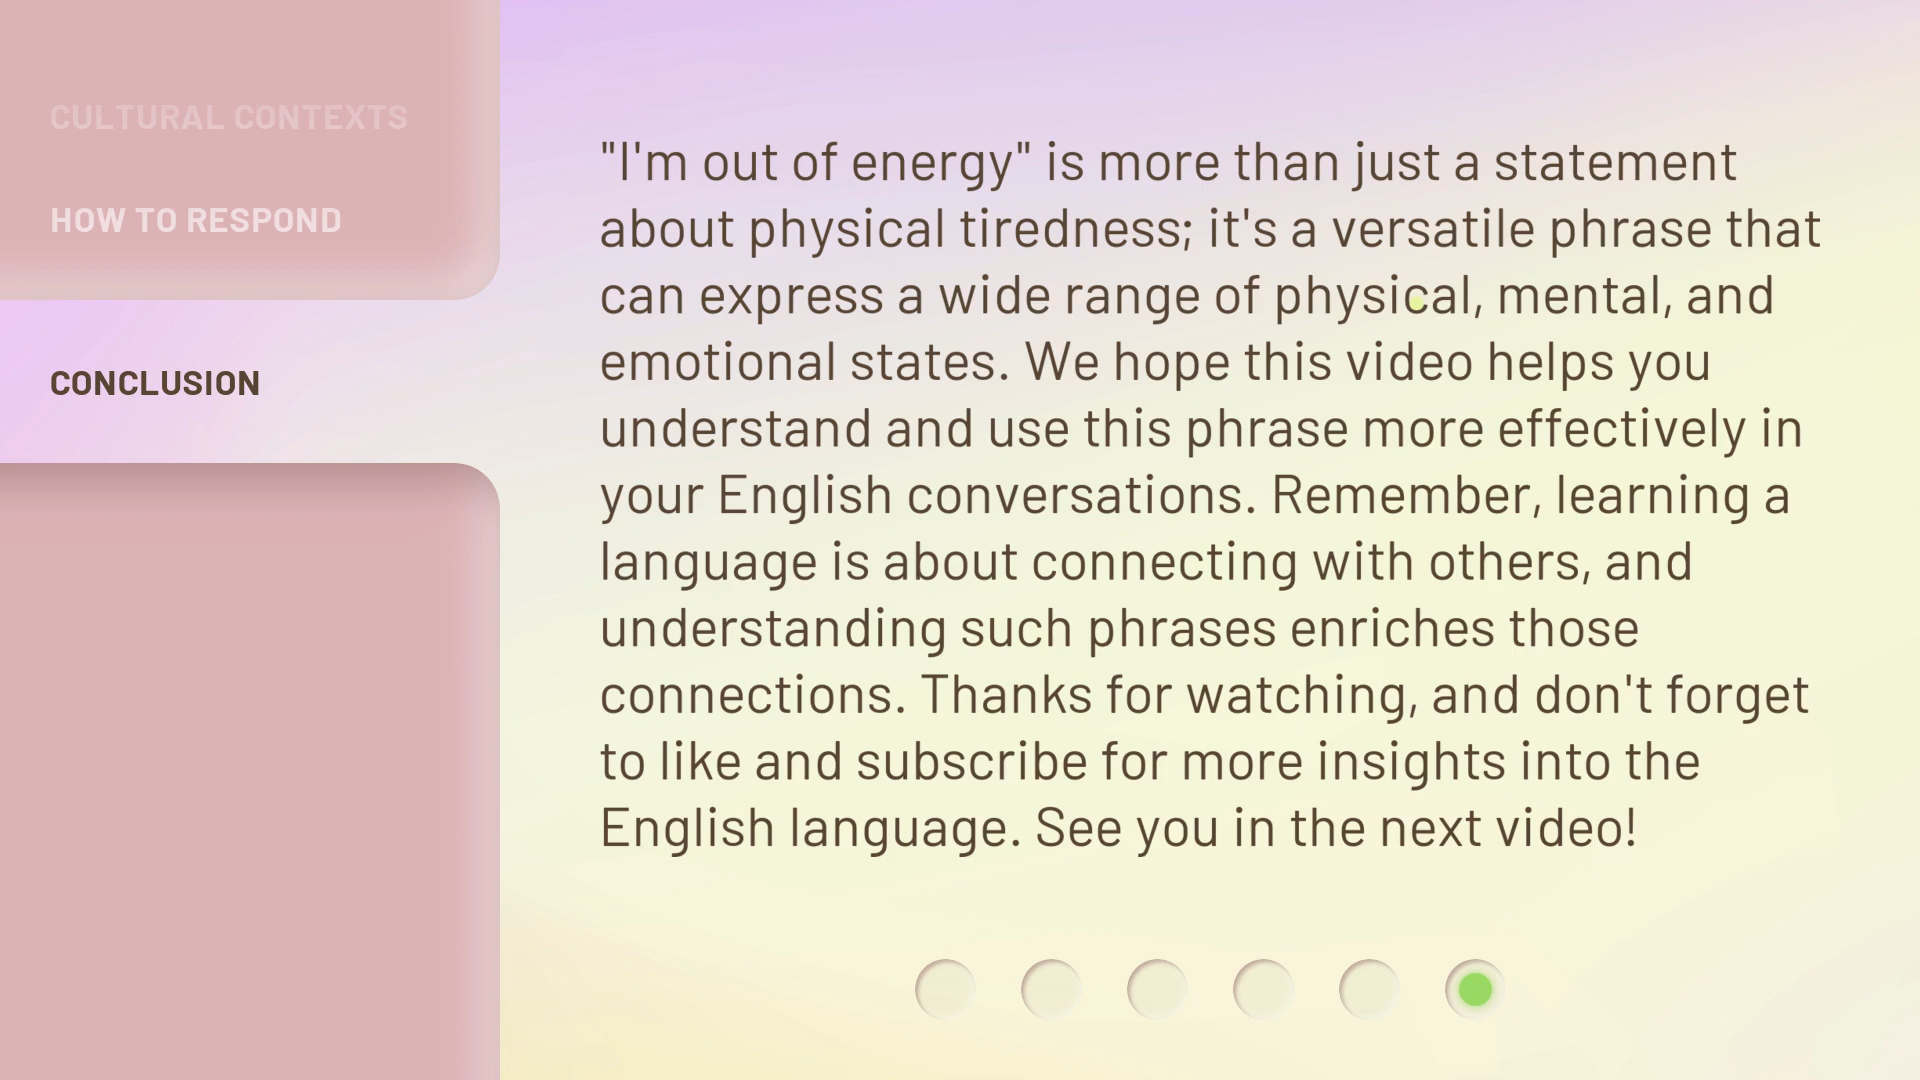 CULTURAL CONTEXTS
HOW TO RESPOND
CONCLUSION
"I'm out of energy" is more than just a statement
about physical tiredness; it's a versatile phrase that
can express a wide range of physical, mental, and
emotional states. We hope this video helps you
understand and use this phrase more effectively in
your English conversations. Remember, learning a
language is about connecting with others, and
understanding such phrases enriches those
connections. Thanks for watching, and don't forget
to like and subscribe for more insights into the
English language. See you in the next video!